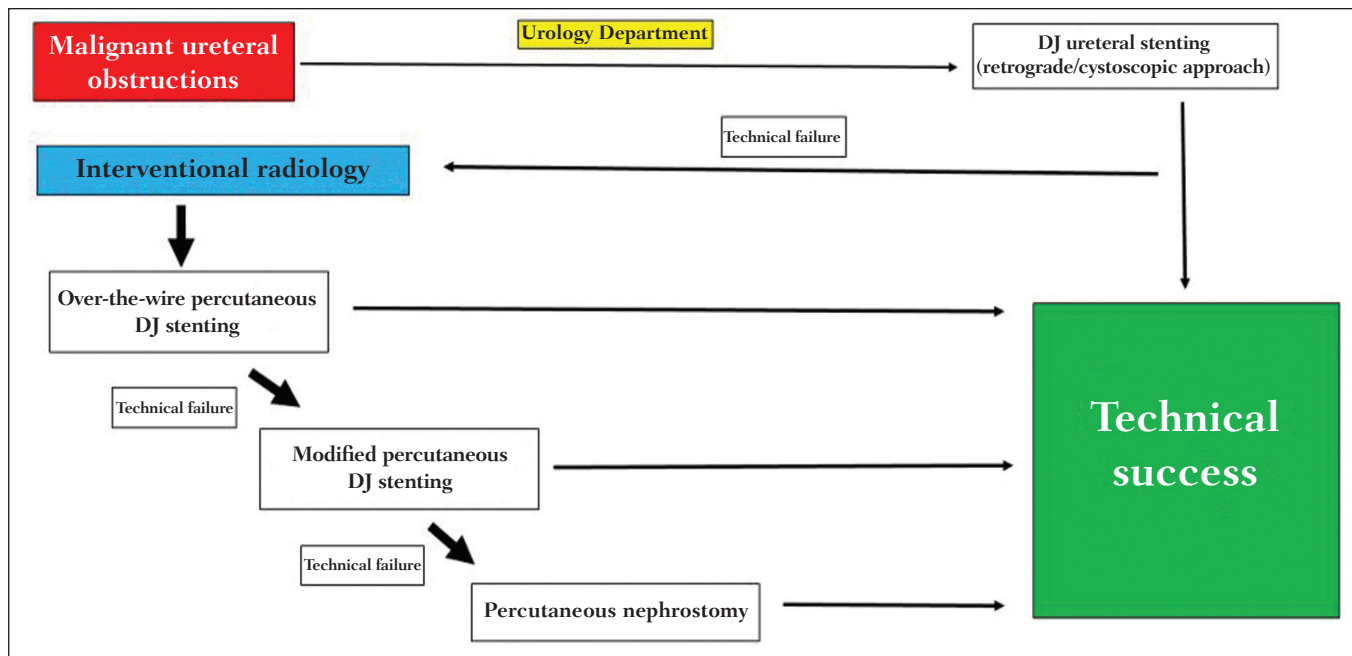 Malignant ureteral
obstructions
Urology Department
DJ ureteral stenting
(retrograde/cystoscopic approach)
Technical failure
Interventional radiology
Over-the-wire percutaneous
DJ stenting
Technical failure
Modified percutaneous
DJ stenting
Technical failure
Percutaneous nephrostomy
Technical
success